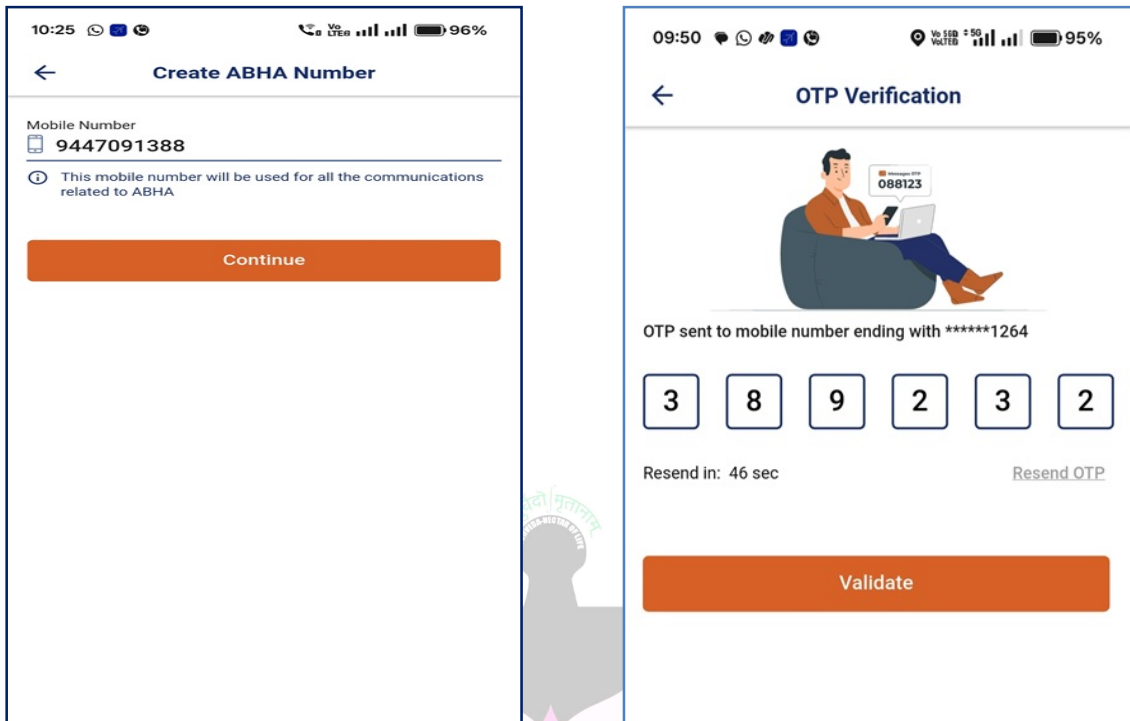 10:25 96%
Create ABHA Number
Mobile Number
9447091388
This mobile number will be used for all the communications
related to ABHA
Continue
09:50 95%
OTP Verification
Messages OTP
088123
OTP sent to mobile number ending with ******1264
3 8 9 2 3 2
Resend in: 46 sec Resend OTP
Validate